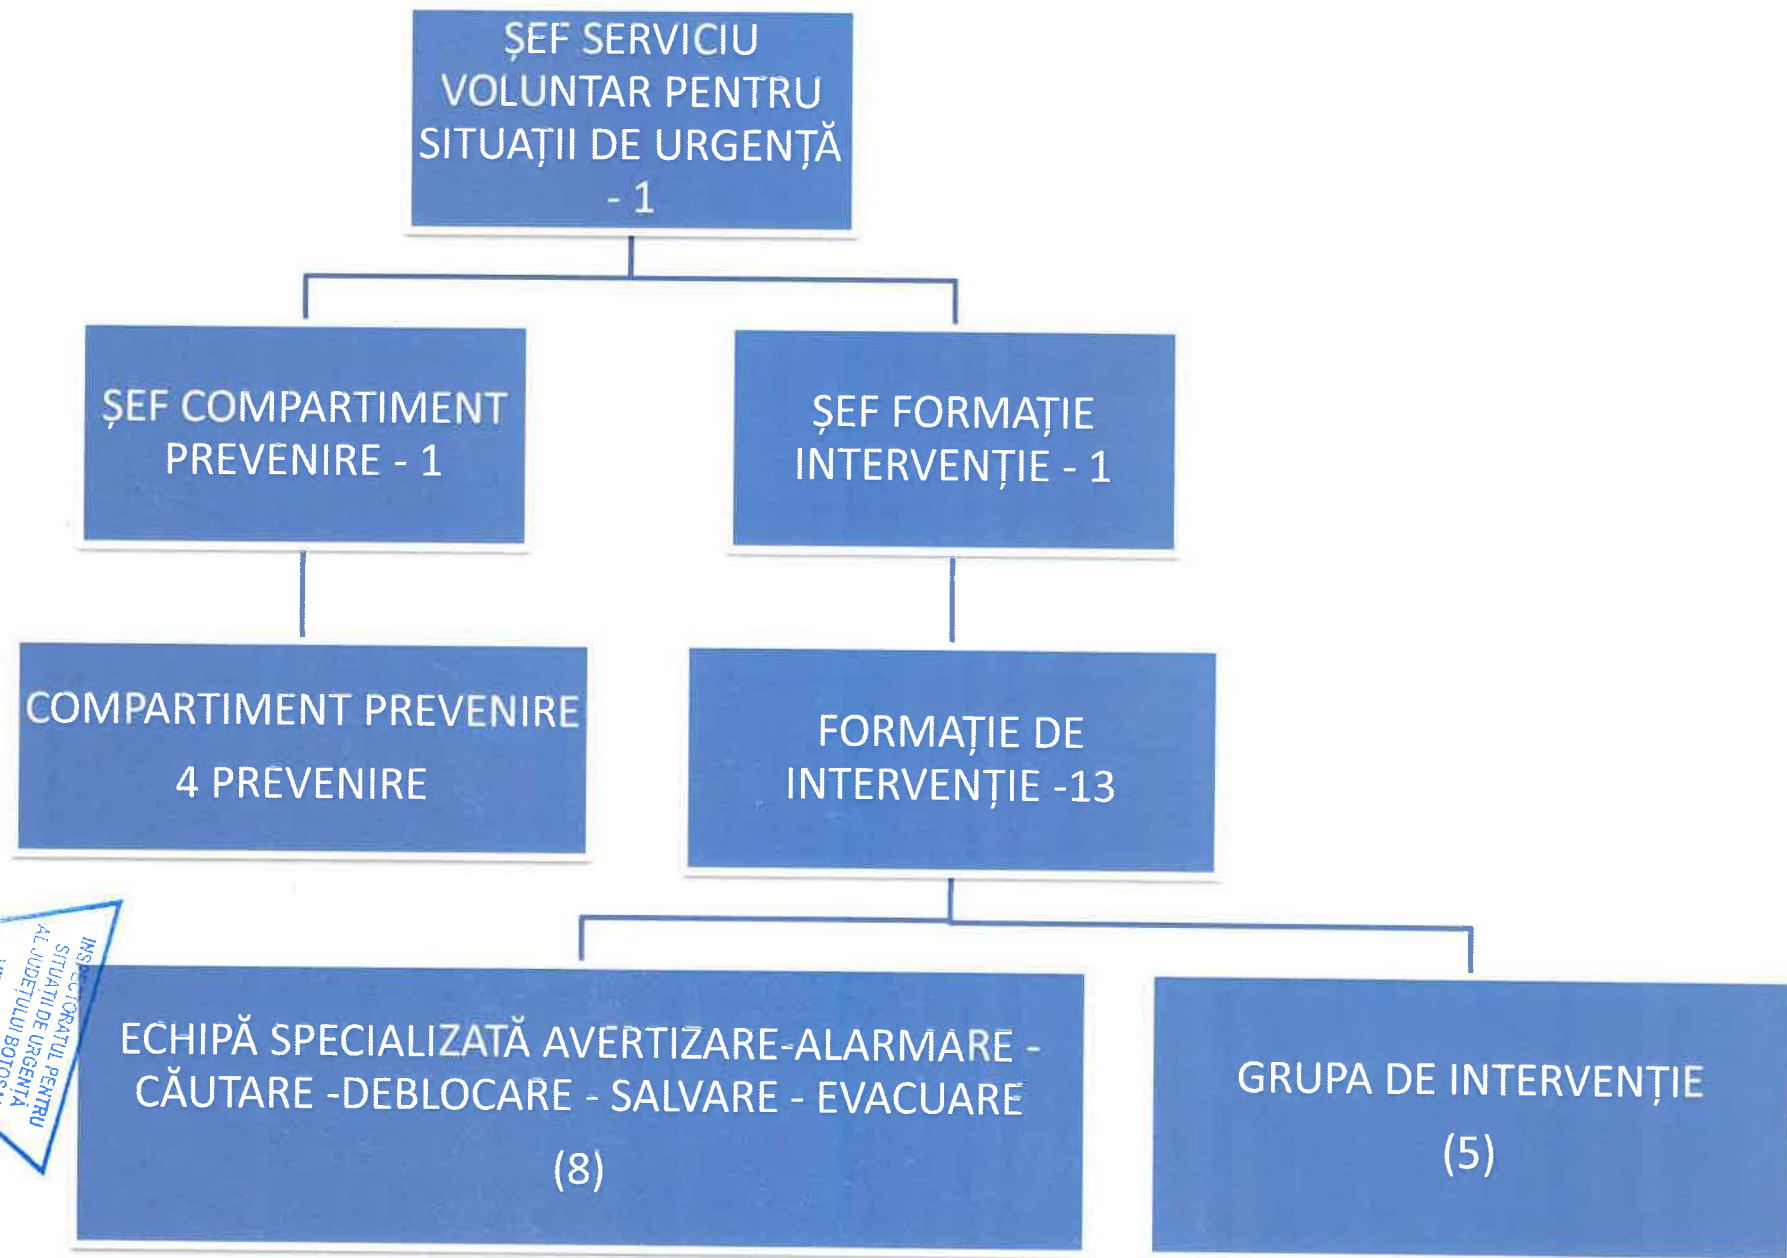 ȘEF SERVICIU
VOLUNTAR PENTRU
SITUAȚII DE URGENȚĂ
- 1
ȘEF COMPARTIMENT
PREVENIRE - 1
ȘEF FORMAȚIE
INTERVENȚIE - 1
COMPARTIMENT PREVENIRE
4 PREVENIRE
FORMAȚIE DE
INTERVENȚIE -13
ECHIPĂ SPECIALIZATĂ AVERTIZARE-ALARMARE -
CĂUTARE -DEBLOCARE - SALVARE - EVACUARE
(8)
GRUPA DE INTERVENȚIE
(5)
INSPECTORATUL PENTRU
SITUAȚII DE URGENȚĂ
AL JUDEȚULUI